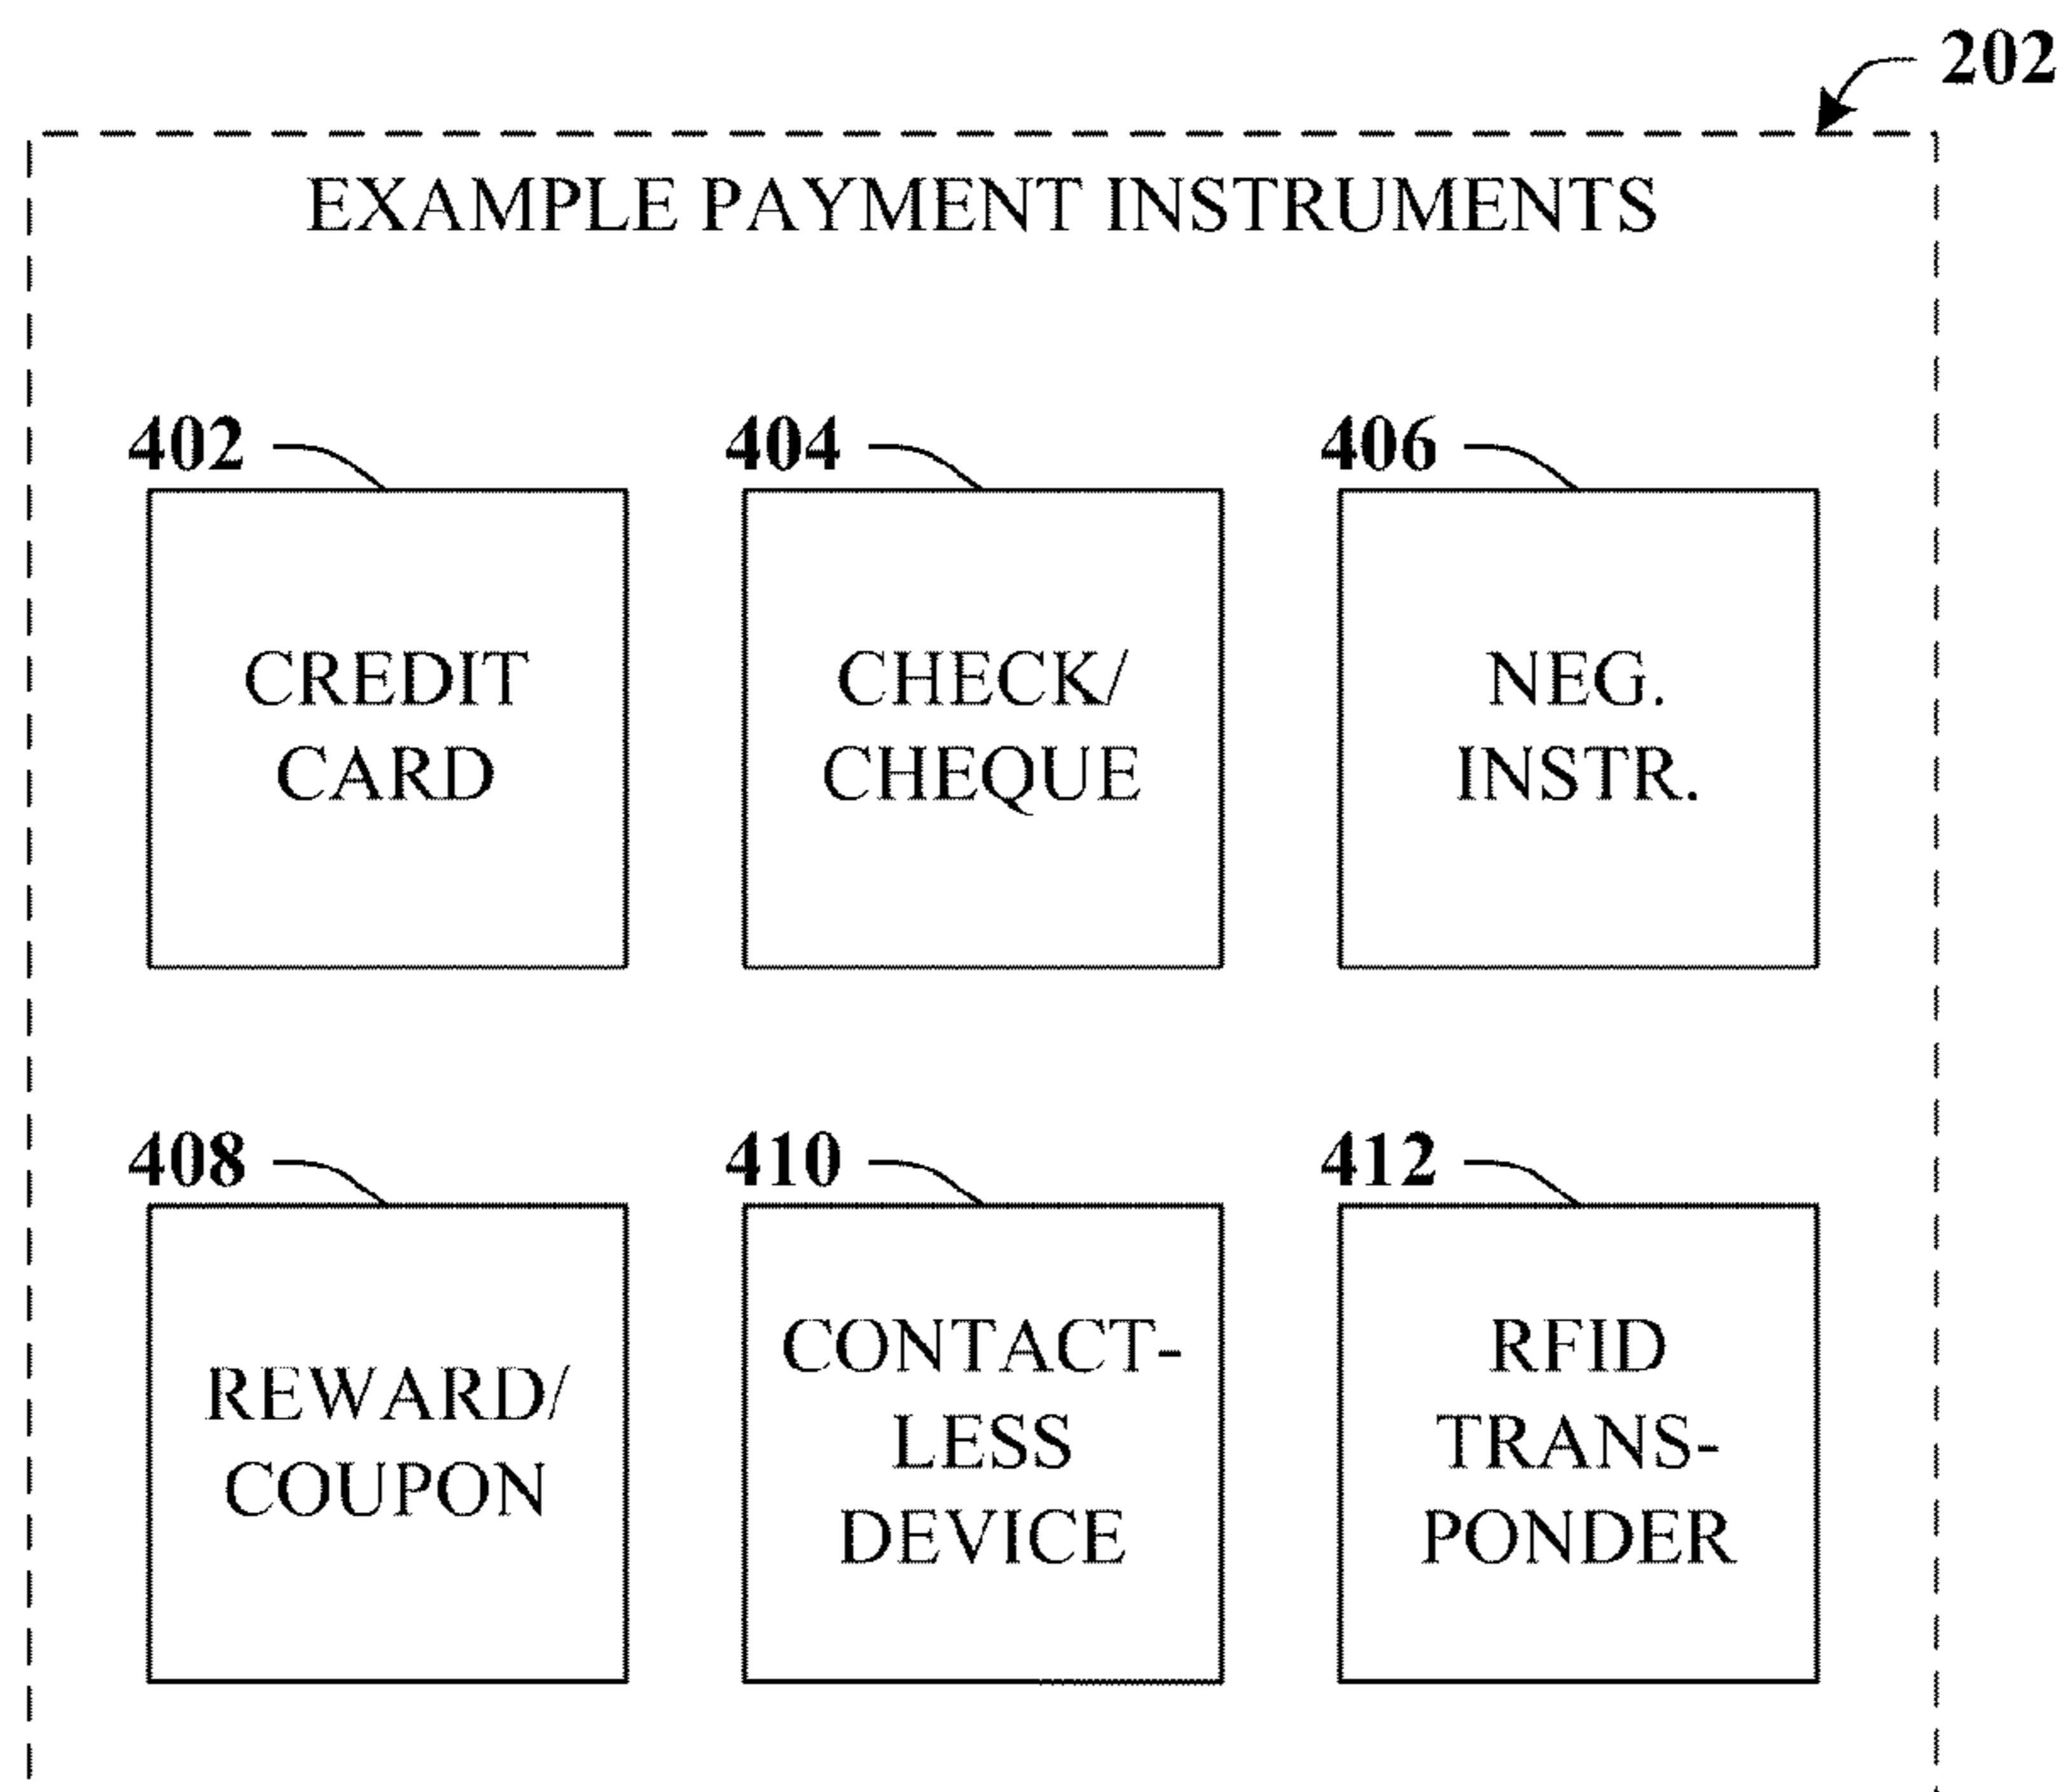 202
EXAMPLE PAYMENT INSTRUMENTS
402
CREDIT
CARD
404
CHECK/
CHEQUE
406
NEG.
INSTR.
408
REWARD/
COUPON
410
CONTACT-
LESS
DEVICE
412
RFID
TRANS-
PONDER